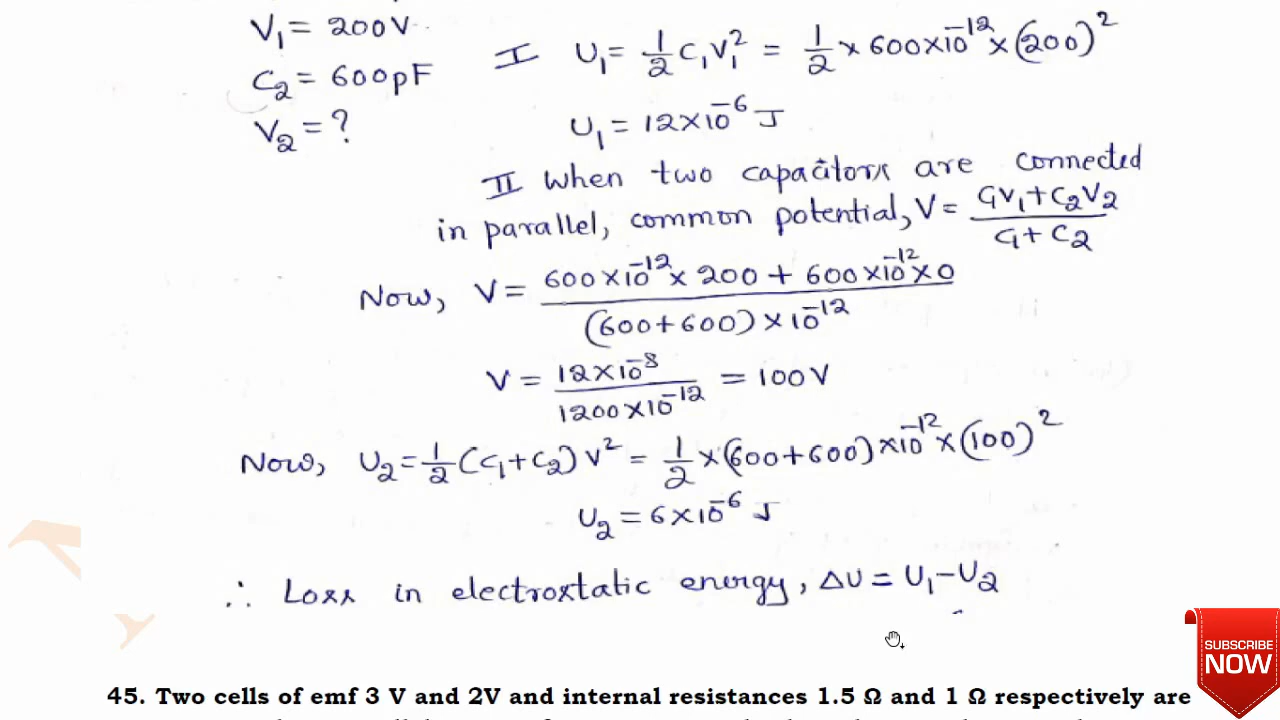 V₁ = 200V
C₂ = 600pF
V₂ = ?
I U₁ = 1/2 C₁V₁² = 1/2 × 600×10⁻¹² × (200)²
U₁ = 12×10⁻⁶ J
II When two capacitors are connected
in parallel, common potential, V = (C₁V₁ + C₂V₂)/(C₁ + C₂)
Now, V = (600×10⁻¹² × 200 + 600×10⁻¹² × 0)/((600+600)×10⁻¹²)
V = (12×10⁻⁸)/(1200×10⁻¹²) = 100V
Now, U₂ = 1/2 (C₁+C₂) V² = 1/2 × (600+600) ×10⁻¹² × (100)²
U₂ = 6×10⁻⁶ J
∴ Loss in electrostatic energy, ΔU = U₁ − U₂
SUBSCRIBE
NOW
45. Two cells of emf 3 V and 2V and internal resistances 1.5 Ω and 1 Ω respectively are